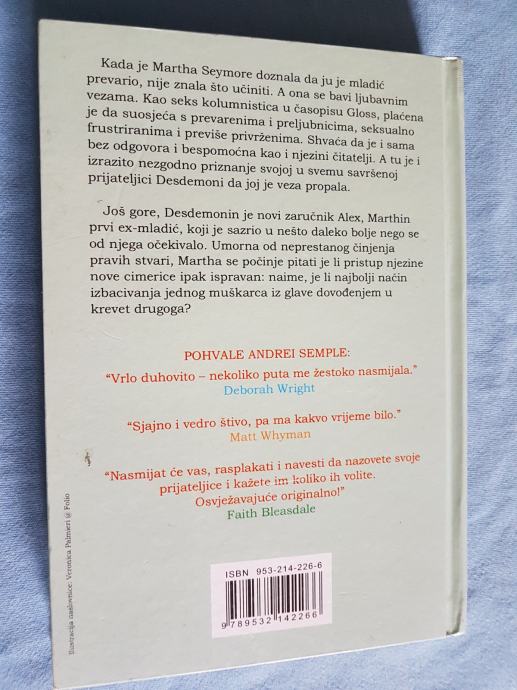 Kada je Martha Seymore doznala da ju je mladić
prevario, nije znala što učiniti. A ona se bavi ljubavnim
vezama. Kao seks kolumnistica u časopisu Gloss, plaćena
je da suosjeća s prevarenima i preljubnicima, seksualno
frustriranima i previše privrženima. Shvaća da je i sama
bez odgovora i bespomoćna kao i njezini čitatelji. A tu je i
izrazito nezgodno priznanje svojoj u svemu savršenoj
prijateljici Desdemoni da joj je veza propala.
Još gore, Desdemonin je novi zaručnik Alex, Marthin
prvi ex-mladić, koji je sazrio u nešto daleko bolje nego se
od njega očekivalo. Umorna od neprestanog činjenja
pravih stvari, Martha se počinje pitati je li pristup njezine
nove cimerice ipak ispravan: naime, je li najbolji način
izbacivanja jednog muškarca iz glave dovođenjem u
krevet drugoga?
POHVALE ANDREI SEMPLE:
“Vrlo duhovito – nekoliko puta me žestoko nasmijala.”
Deborah Wright
“Sjajno i vedro štivo, pa ma kakvo vrijeme bilo.”
Matt Whyman
“Nasmijat će vas, rasplakati i navesti da nazovete svoje
prijateljice i kažete im koliko ih volite.
Osvježavajuće originalno!”
Faith Bleasdale
ISBN 953-214-226-6
9 789532 142266
Ilustracija naslovnice: Veronica Palmieri @ Folio